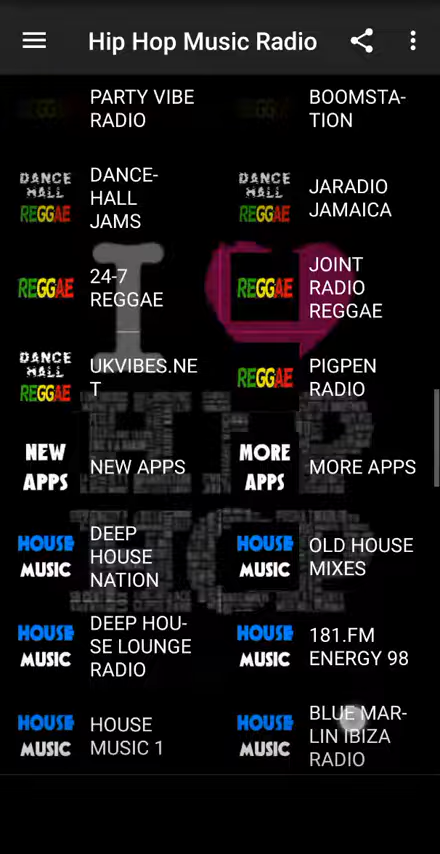 Hip Hop Music Radio
PARTY VIBE
RADIO
BOOMSTA-
TION
DANCE
HALL
REGGAE
DANCE-
HALL
JAMS
DANCE
HALL
REGGAE
JARADIO
JAMAICA
REGGAE
24-7
REGGAE
REGGAE
JOINT
RADIO
REGGAE
DANCE
HALL
REGGAE
UKVIBES.NE
T
REGGAE
PIGPEN
RADIO
NEW
APPS
NEW APPS
MORE
APPS
MORE APPS
HOUSE
MUSIC
DEEP
HOUSE
NATION
HOUSE
MUSIC
OLD HOUSE
MIXES
HOUSE
MUSIC
DEEP HOU-
SE LOUNGE
RADIO
HOUSE
MUSIC
181.FM
ENERGY 98
HOUSE
MUSIC
HOUSE
MUSIC 1
HOUSE
MUSIC
BLUE MAR-
LIN IBIZA
RADIO
I
HIP
HOP